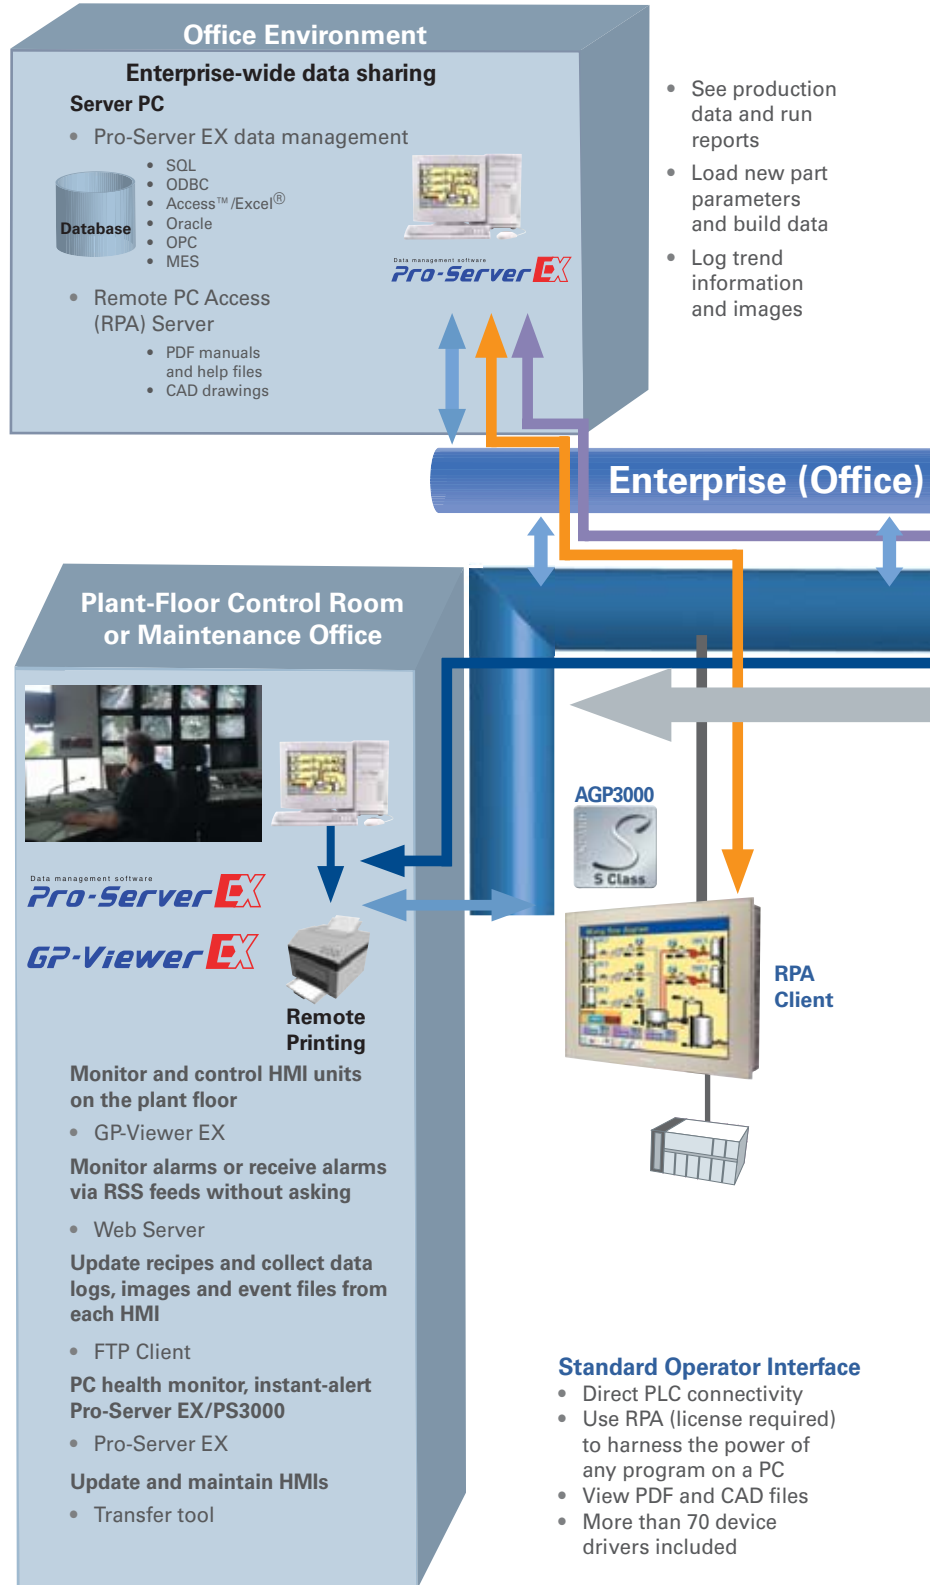 Office Environment
Enterprise-wide data sharing
Server PC
• Pro-Server EX data management
• SQL
• ODBC
• Access™/Excel®
• Oracle
• OPC
• MES
Database
Data management software
Pro-Server EX
• Remote PC Access
(RPA) Server
• PDF manuals
and help files
• CAD drawings
• See production
data and run
reports
• Load new part
parameters
and build data
• Log trend
information
and images
Enterprise (Office)
Plant-Floor Control Room
or Maintenance Office
Data management software
Pro-Server EX
GP-Viewer EX
Remote
Printing
Monitor and control HMI units
on the plant floor
• GP-Viewer EX
Monitor alarms or receive alarms
via RSS feeds without asking
• Web Server
Update recipes and collect data
logs, images and event files from
each HMI
• FTP Client
PC health monitor, instant-alert
Pro-Server EX/PS3000
• Pro-Server EX
Update and maintain HMIs
• Transfer tool
AGP3000
STANDARD
S
S Class
RPA
Client
Standard Operator Interface
• Direct PLC connectivity
• Use RPA (license required)
to harness the power of
any program on a PC
• View PDF and CAD files
• More than 70 device
drivers included